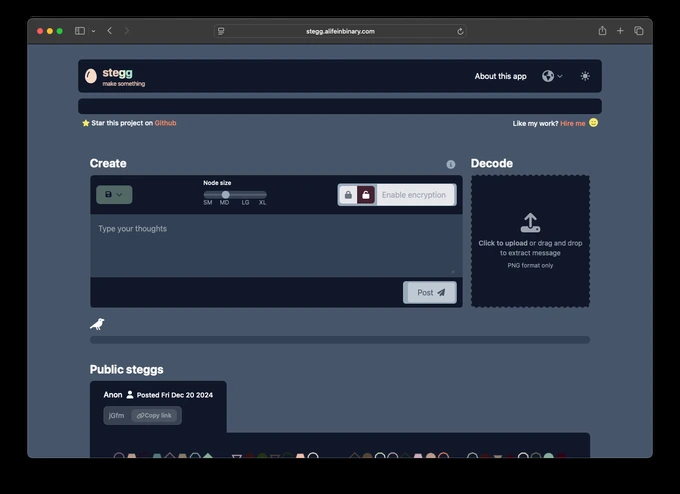 stegg.alifeinbinary.com
stegg
make something
About this app
Star this project on Github
Like my work? Hire me
Create
Decode
Node size
SM MD LG XL
Enable encryption
Type your thoughts
Click to upload or drag and drop
to extract message
PNG format only
Post
Public steggs
Anon Posted Fri Dec 20 2024
jGfm Copy link